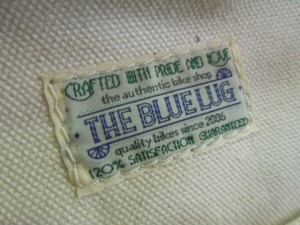 CRAFTED WITH PRIDE AND LOVE
the authentic bike shop
THE BLUE LUG
quality bikes since 2006
120% SATISFACTION GUARANTEED